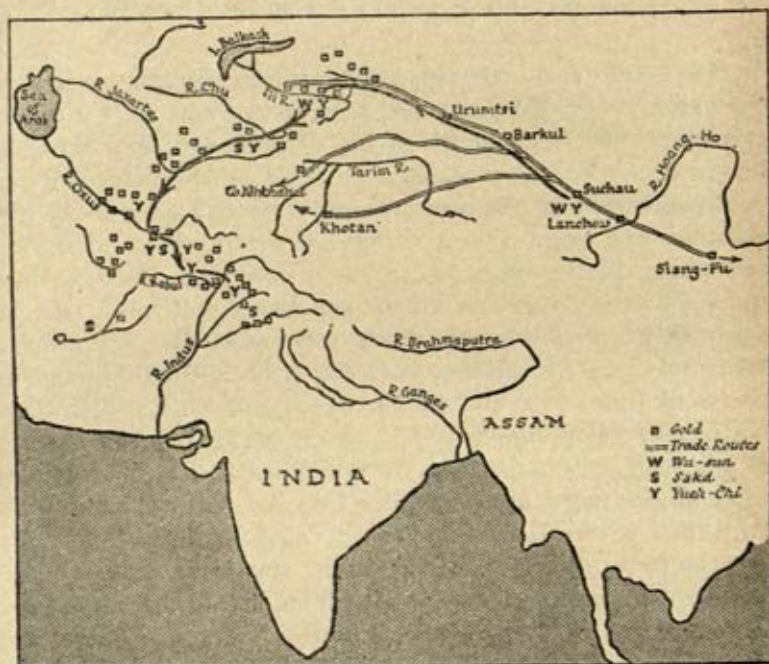 L. Balkash
Sea
of
Aral
R. Jaxartes
R. Chu
Ili R.
W Y
Urumtsi
Barkul
S Y
Tarim R.
R. Hoang-Ho
Suchau
W Y
Lanchow
Khotan
Siang-Fu
R. Oxus
Y
Y S
Y
Y
R. Kabul
Y
S
S
R. Indus
R. Brahmaputra
R. Ganges
ASSAM
INDIA
Gold
Trade Routes
W Wu-sun
S Saka
Y Yueh-Chi